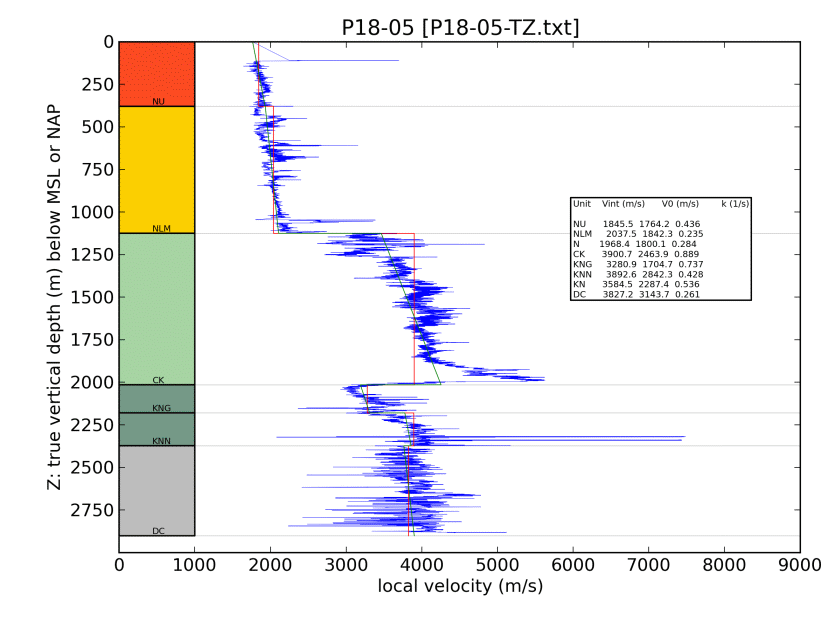 P18-05 [P18-05-TZ.txt]
Z: true vertical depth (m) below MSL or NAP
0
250
500
750
1000
1250
1500
1750
2000
2250
2500
2750
NU
NLM
CK
KNG
KNN
DC
Unit Vint (m/s) V0 (m/s) k (1/s)
NU 1845.5 1764.2 0.436
NLM 2037.5 1842.3 0.235
N 1968.4 1800.1 0.284
CK 3900.7 2463.9 0.889
KNG 3280.9 1704.7 0.737
KNN 3892.6 2842.3 0.428
KN 3584.5 2287.4 0.536
DC 3827.2 3143.7 0.261
0 1000 2000 3000 4000 5000 6000 7000 8000 9000
local velocity (m/s)